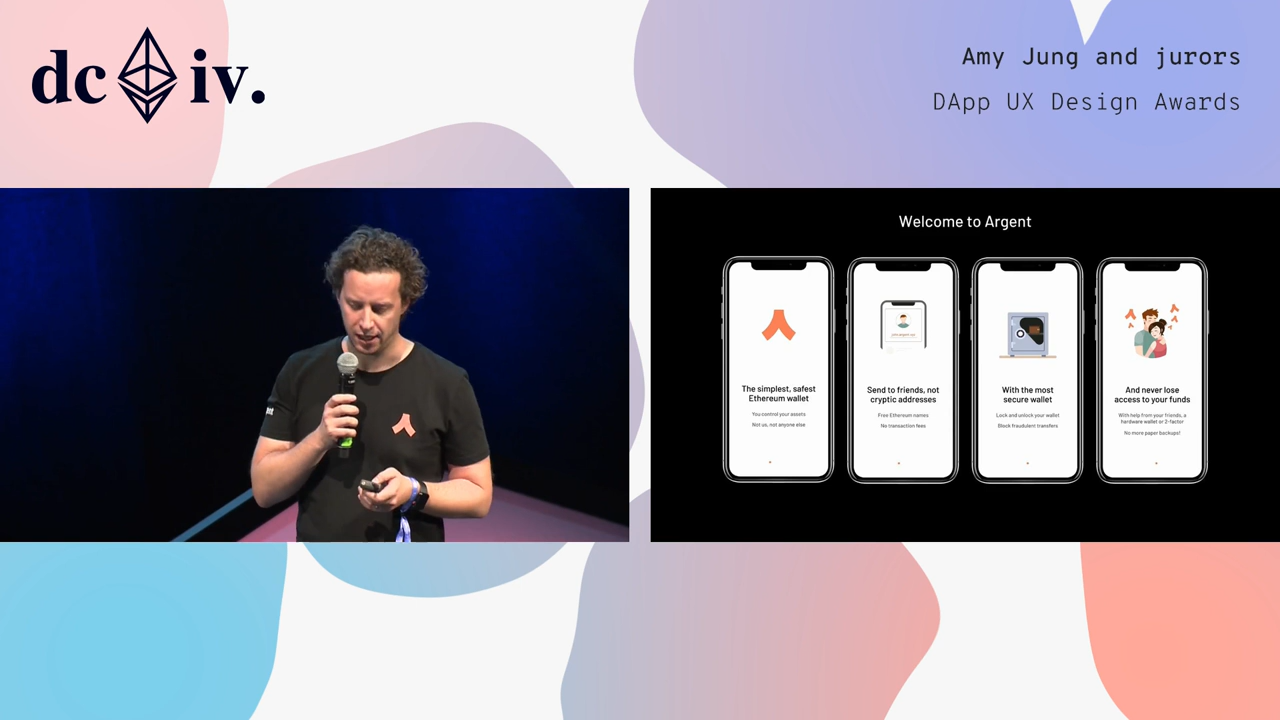 dc iv.
Amy Jung and jurors
DApp UX Design Awards
Welcome to Argent
The simplest, safest
Ethereum wallet
You control your assets
Not us, not anyone else
Send to friends, not
cryptic addresses
Free Ethereum names
No transaction fees
With the most
secure wallet
Lock and unlock your wallet
Block fraudulent transfers
And never lose
access to your funds
With help from your friends, a
hardware wallet or 2-factor
No more paper backups!